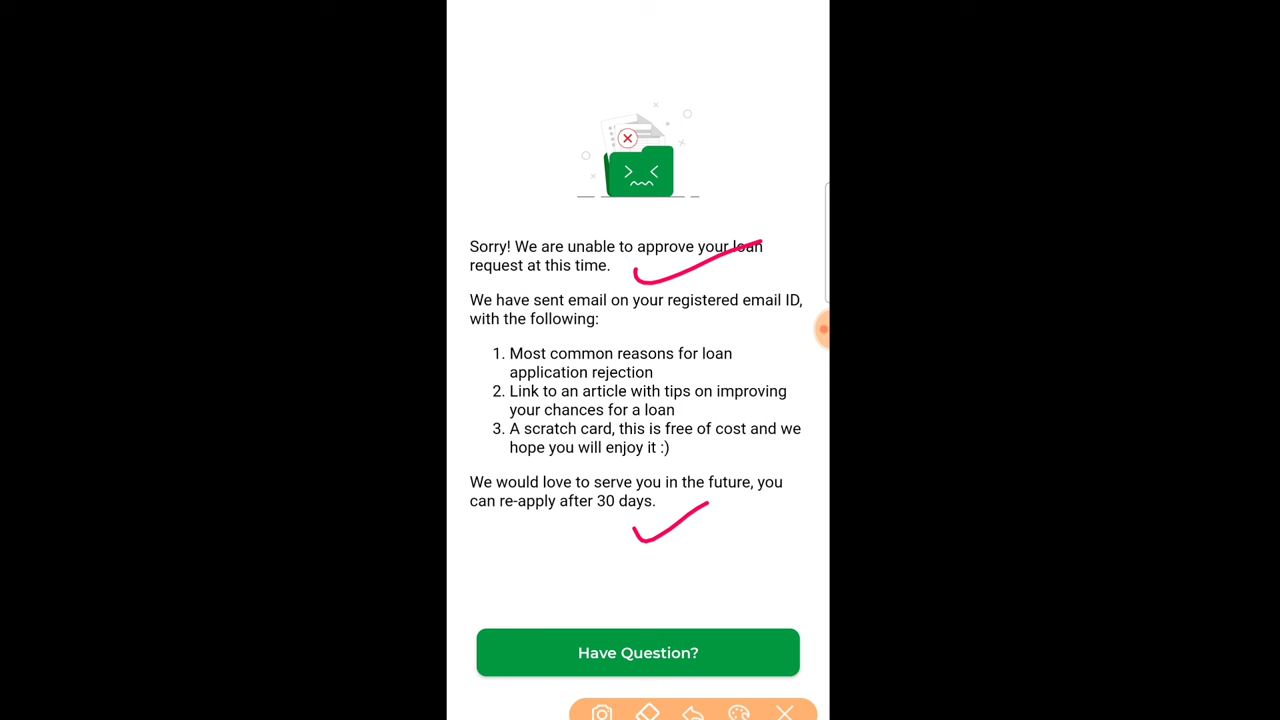 Sorry! We are unable to approve your loan
request at this time.
We have sent email on your registered email ID,
with the following:
1. Most common reasons for loan
application rejection
2. Link to an article with tips on improving
your chances for a loan
3. A scratch card, this is free of cost and we
hope you will enjoy it :)
We would love to serve you in the future, you
can re-apply after 30 days.
Have Question?